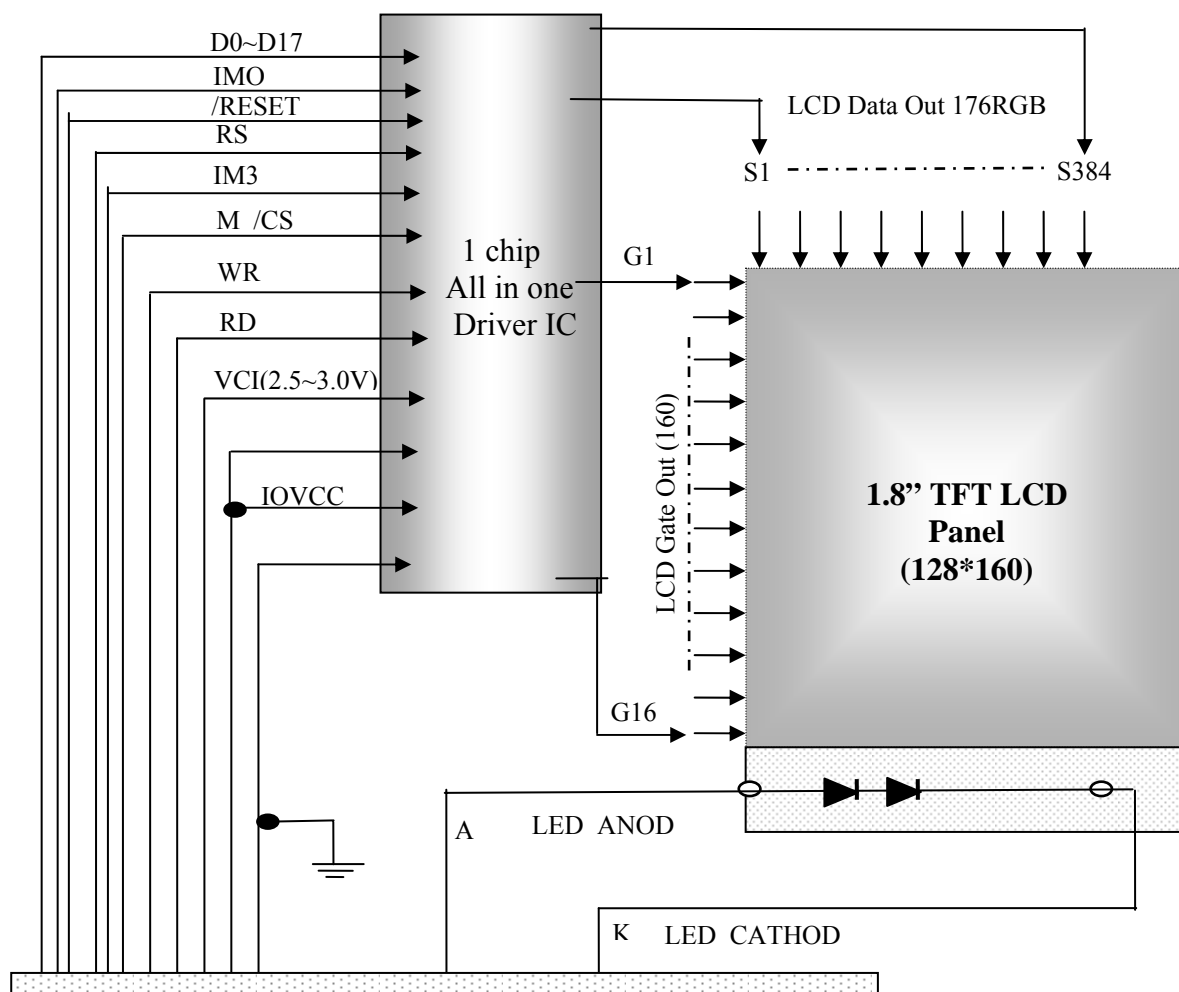 D0~D17
IMO
/RESET
RS
IM3
M /CS
WR
RD
VCI(2.5~3.0V)
IOVCC
1 chip
All in one
Driver IC
LCD Data Out 176RGB
S1
S384
G1
LCD Gate Out (160)
G16
1.8’’ TFT LCD
Panel
(128*160)
A
LED ANOD
K
LED CATHOD